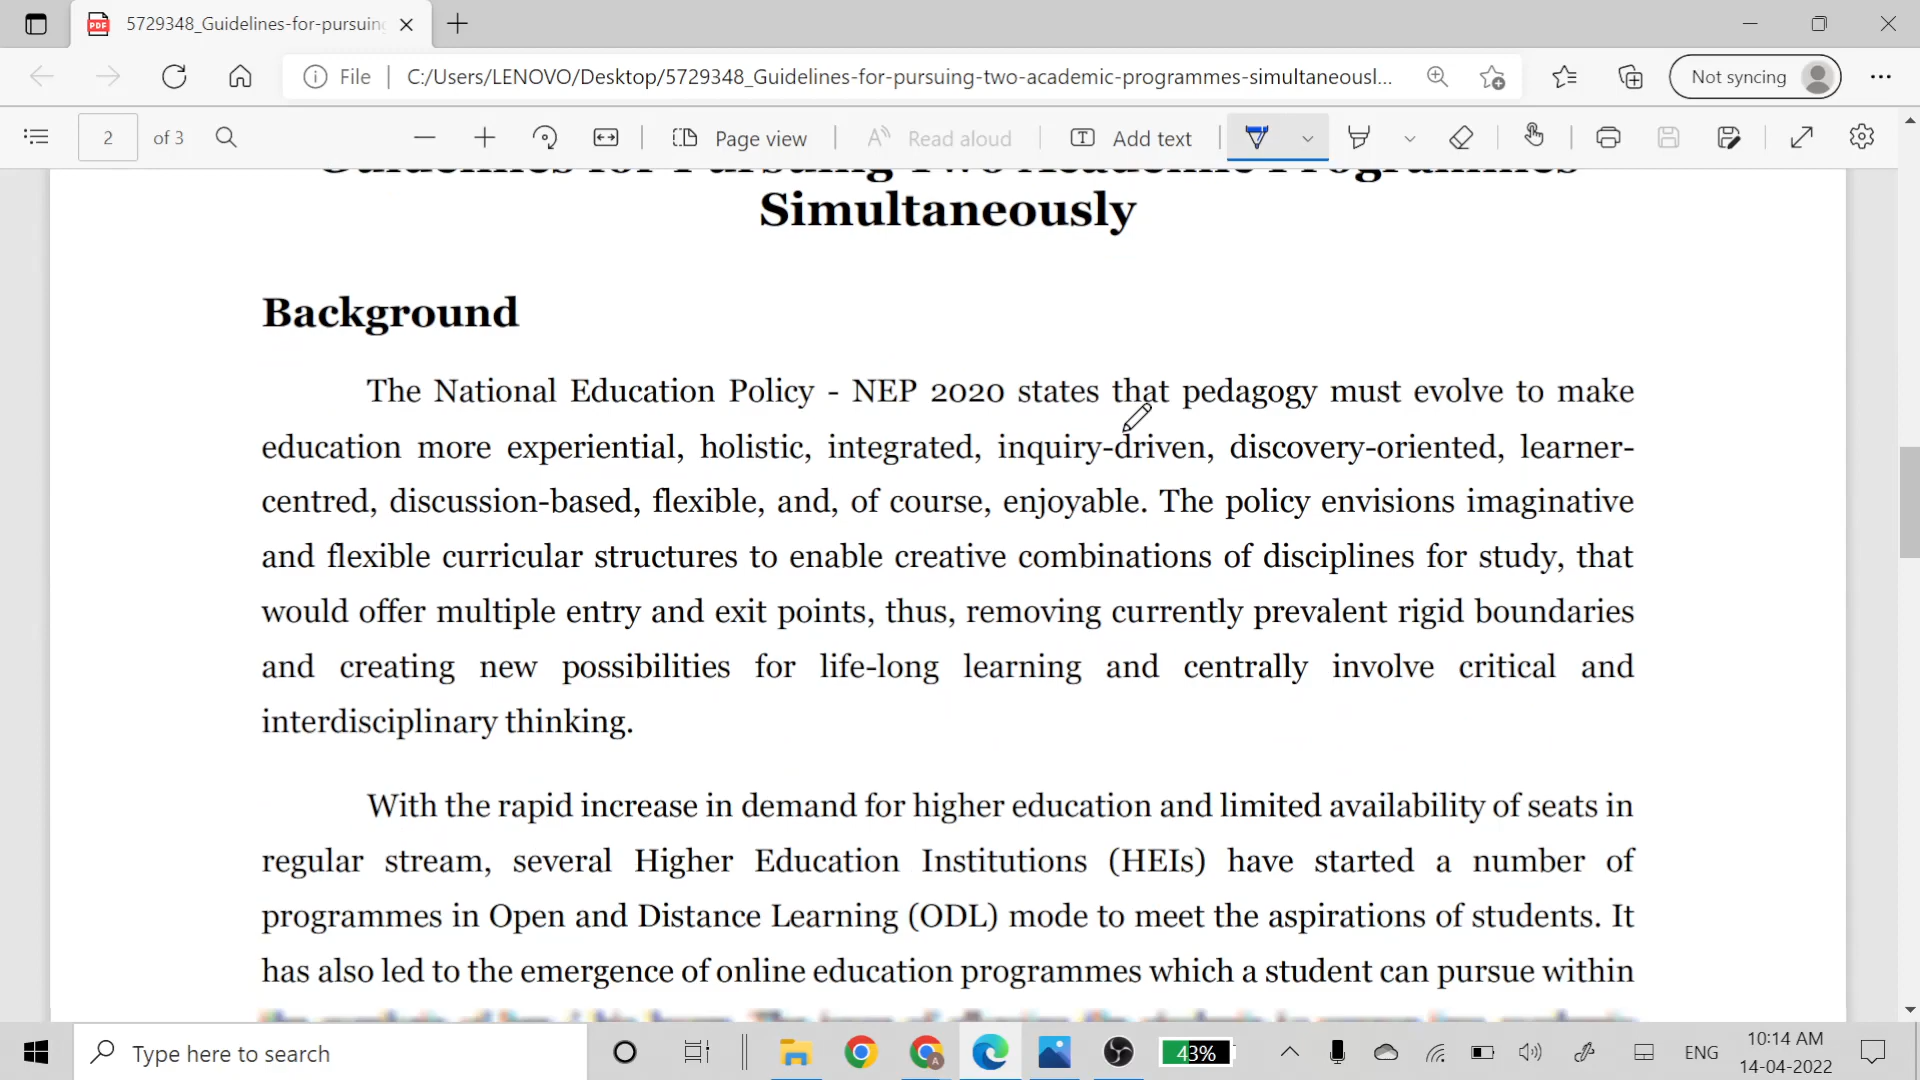 5729348_Guidelines-for-pursuing
File
C:/Users/LENOVO/Desktop/5729348_Guidelines-for-pursuing-two-academic-programmes-simultaneousl...
Not syncing
2 of 3
Page view
Read aloud
Add text
Guidelines for Pursuing Two Academic Programmes
Simultaneously
Background
The National Education Policy - NEP 2020 states that pedagogy must evolve to make
education more experiential, holistic, integrated, inquiry-driven, discovery-oriented, learner-
centred, discussion-based, flexible, and, of course, enjoyable. The policy envisions imaginative
and flexible curricular structures to enable creative combinations of disciplines for study, that
would offer multiple entry and exit points, thus, removing currently prevalent rigid boundaries
and creating new possibilities for life-long learning and centrally involve critical and
interdisciplinary thinking.
With the rapid increase in demand for higher education and limited availability of seats in
regular stream, several Higher Education Institutions (HEIs) have started a number of
programmes in Open and Distance Learning (ODL) mode to meet the aspirations of students. It
has also led to the emergence of online education programmes which a student can pursue within
Type here to search
43%
ENG
10:14 AM
14-04-2022